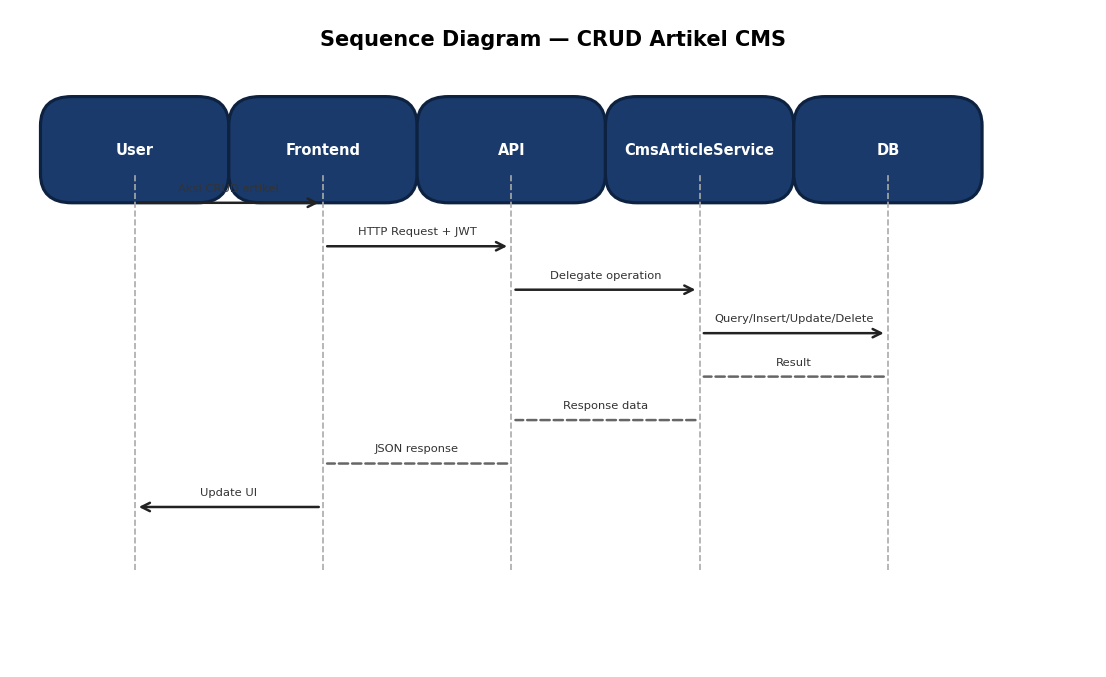 Sequence Diagram — CRUD Artikel CMS
User
Frontend
API
CmsArticleService
DB
HTTP Request + JWT
Delegate operation
Query/Insert/Update/Delete
Result
Response data
JSON response
Update UI